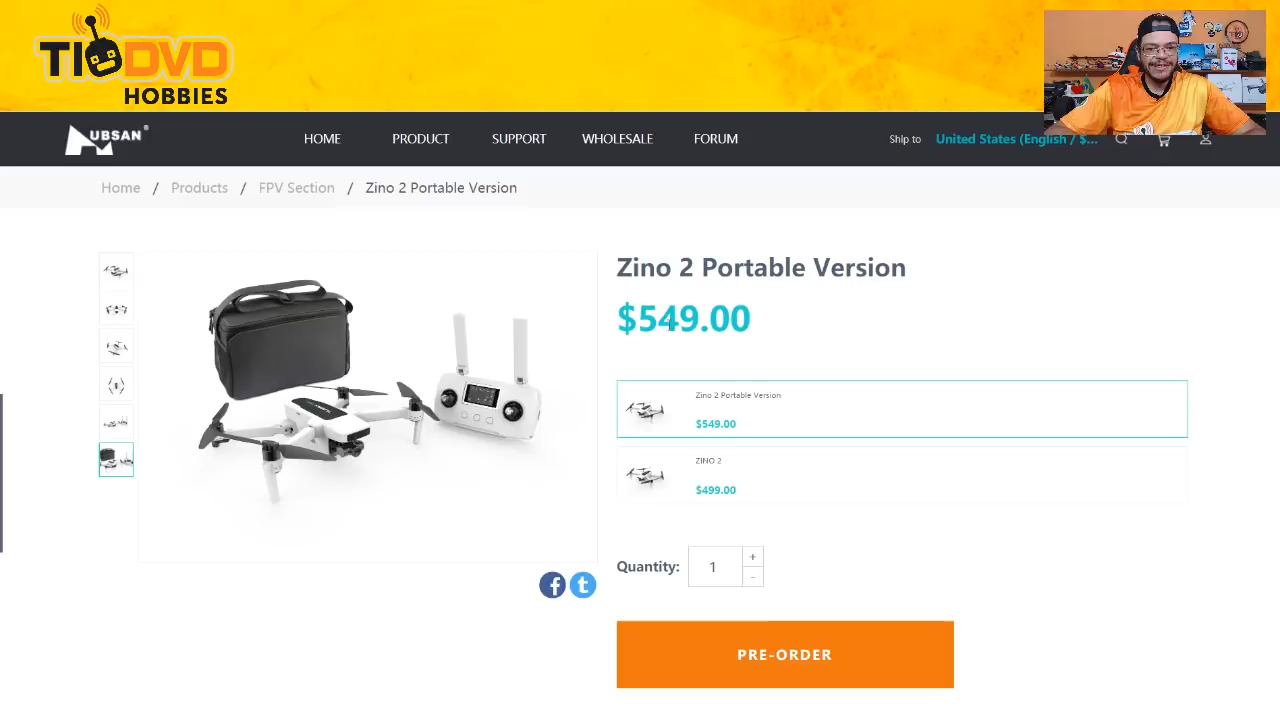 TIODVD
HOBBIES
HUBSAN®
HOME PRODUCT SUPPORT WHOLESALE FORUM
Ship to United States (English / $...
Home / Products / FPV Section / Zino 2 Portable Version
Zino 2 Portable Version
$549.00
Zino 2 Portable Version
$549.00
ZINO 2
$499.00
Quantity: 1 + -
f t
PRE-ORDER